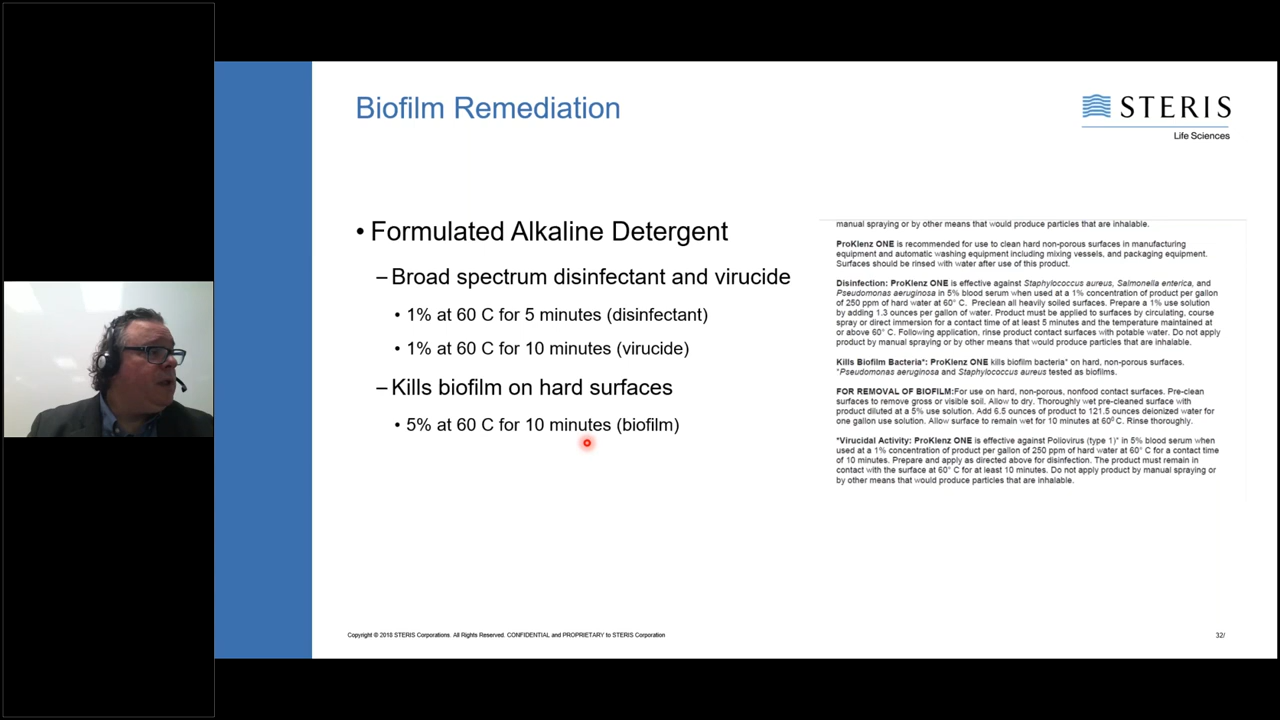 Biofilm Remediation
STERIS
Life Sciences
• Formulated Alkaline Detergent
– Broad spectrum disinfectant and virucide
• 1% at 60 C for 5 minutes (disinfectant)
• 1% at 60 C for 10 minutes (virucide)
– Kills biofilm on hard surfaces
• 5% at 60 C for 10 minutes (biofilm)
manual spraying or by other means that would produce particles that are inhalable.
ProKlenz ONE is recommended for use to clean hard non-porous surfaces in manufacturing
equipment and automatic washing equipment including mixing vessels, and packaging equipment.
Surfaces should be rinsed with water after use of this product.
Disinfection: ProKlenz ONE is effective against Staphylococcus aureus, Salmonella enterica, and
Pseudomonas aeruginosa in 5% blood serum when used at a 1% concentration of product per gallon
of 250 ppm of hard water at 60° C. Preclean all heavily soiled surfaces. Prepare a 1% use solution
by adding 1.3 ounces per gallon of water. Product must be applied to surfaces by circulating, course
spray or direct immersion for a contact time of at least 5 minutes and the temperature maintained at
or above 60° C. Following application, rinse product contact surfaces with potable water. Do not apply
product by manual spraying or by other means that would produce particles that are inhalable.
Kills Biofilm Bacteria*: ProKlenz ONE kills biofilm bacteria* on hard, non-porous surfaces.
*Pseudomonas aeruginosa and Staphylococcus aureus tested as biofilms.
FOR REMOVAL OF BIOFILM:For use on hard, non-porous, nonfood contact surfaces. Pre-clean
surfaces to remove gross or visible soil. Allow to dry. Thoroughly wet pre-cleaned surface with
product diluted at a 5% use solution. Add 6.5 ounces of product to 121.5 ounces deionized water for
one gallon use solution. Allow surface to remain wet for 10 minutes at 60⁰ C. Rinse thoroughly.
*Virucidal Activity: ProKlenz ONE is effective against Poliovirus (type 1)* in 5% blood serum when
used at a 1% concentration of product per gallon of 250 ppm of hard water at 60° C for a contact time
of 10 minutes. Prepare and apply as directed above for disinfection. The product must remain in
contact with the surface at 60° C for at least 10 minutes. Do not apply product by manual spraying or
by other means that would produce particles that are inhalable.
Copyright © 2018 STERIS Corporations. All Rights Reserved. CONFIDENTIAL and PROPRIETARY to STERIS Corporation
32/